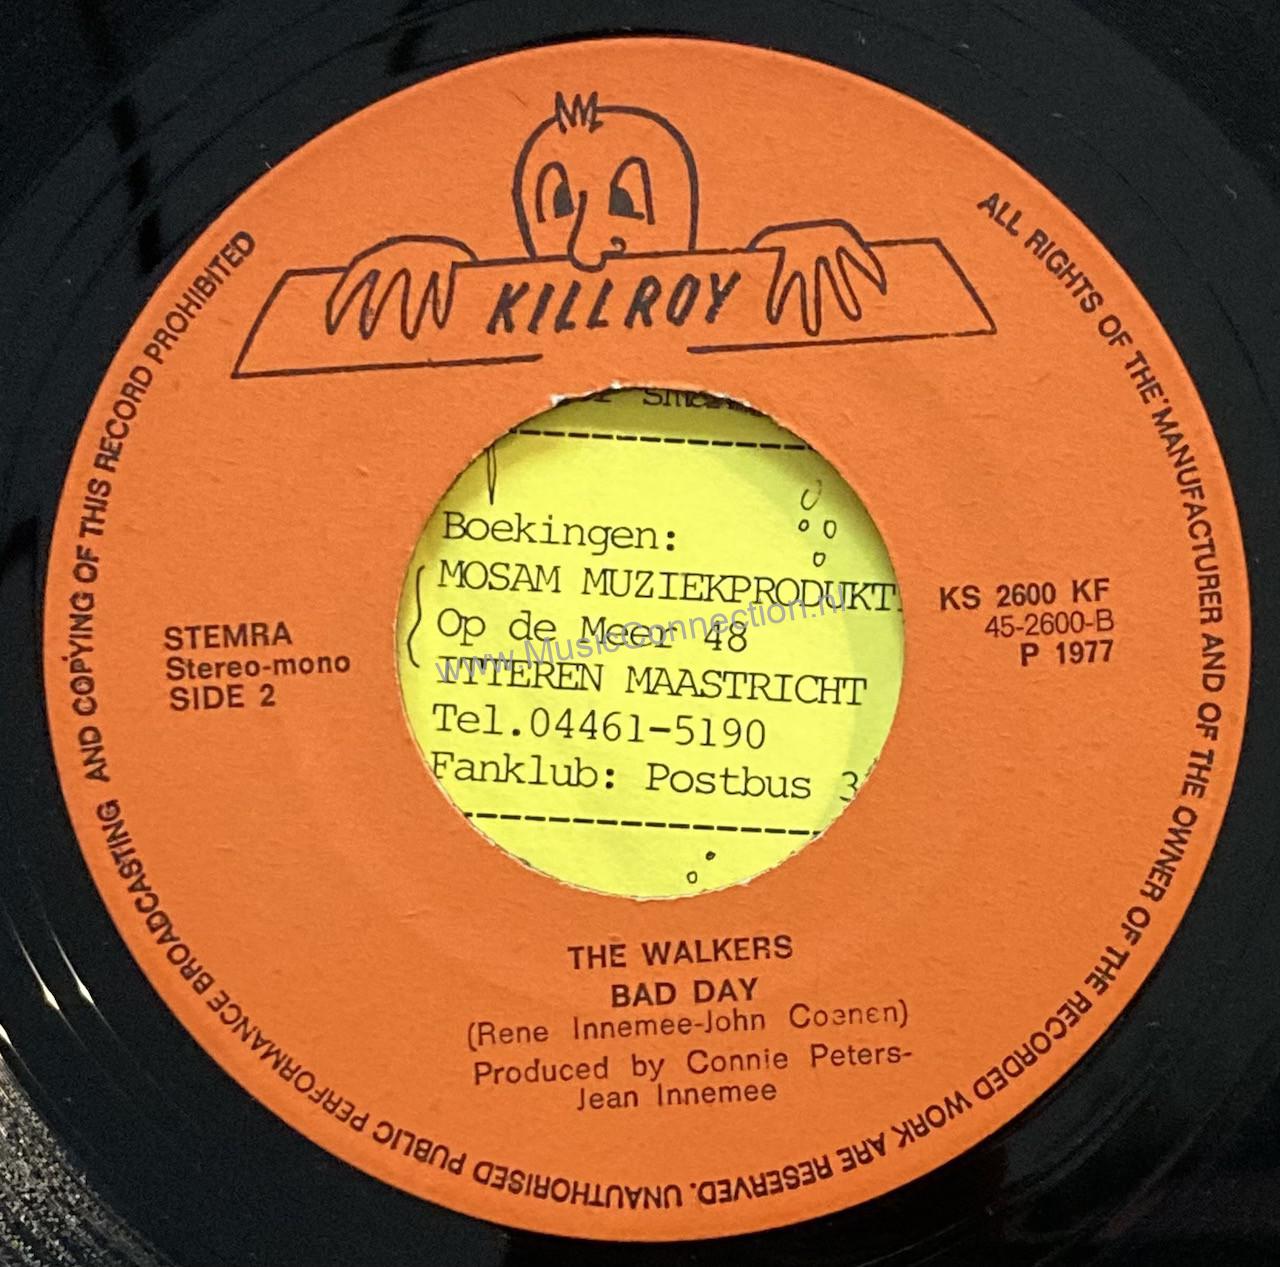 KILLROY
ALL RIGHTS OF THE MANUFACTURER AND OF THE OWNER OF THE RECORDED WORK ARE RESERVED. UNAUTHORISED PUBLIC PERFORMANCE BROADCASTING AND COPYING OF THIS RECORD PROHIBITED
Boekingen:
MOSAM MUZIEKPRODUKT
Op de Meer 48
ITTEREN MAASTRICHT
Tel.04461-5190
Fanklub: Postbus 3
www.MusicConnection.nl
STEMRA
Stereo-mono
SIDE 2
KS 2600 KF
45-2600-B
P 1977
THE WALKERS
BAD DAY
(Rene Innemee-John Coenen)
Produced by Connie Peters-
Jean Innemee